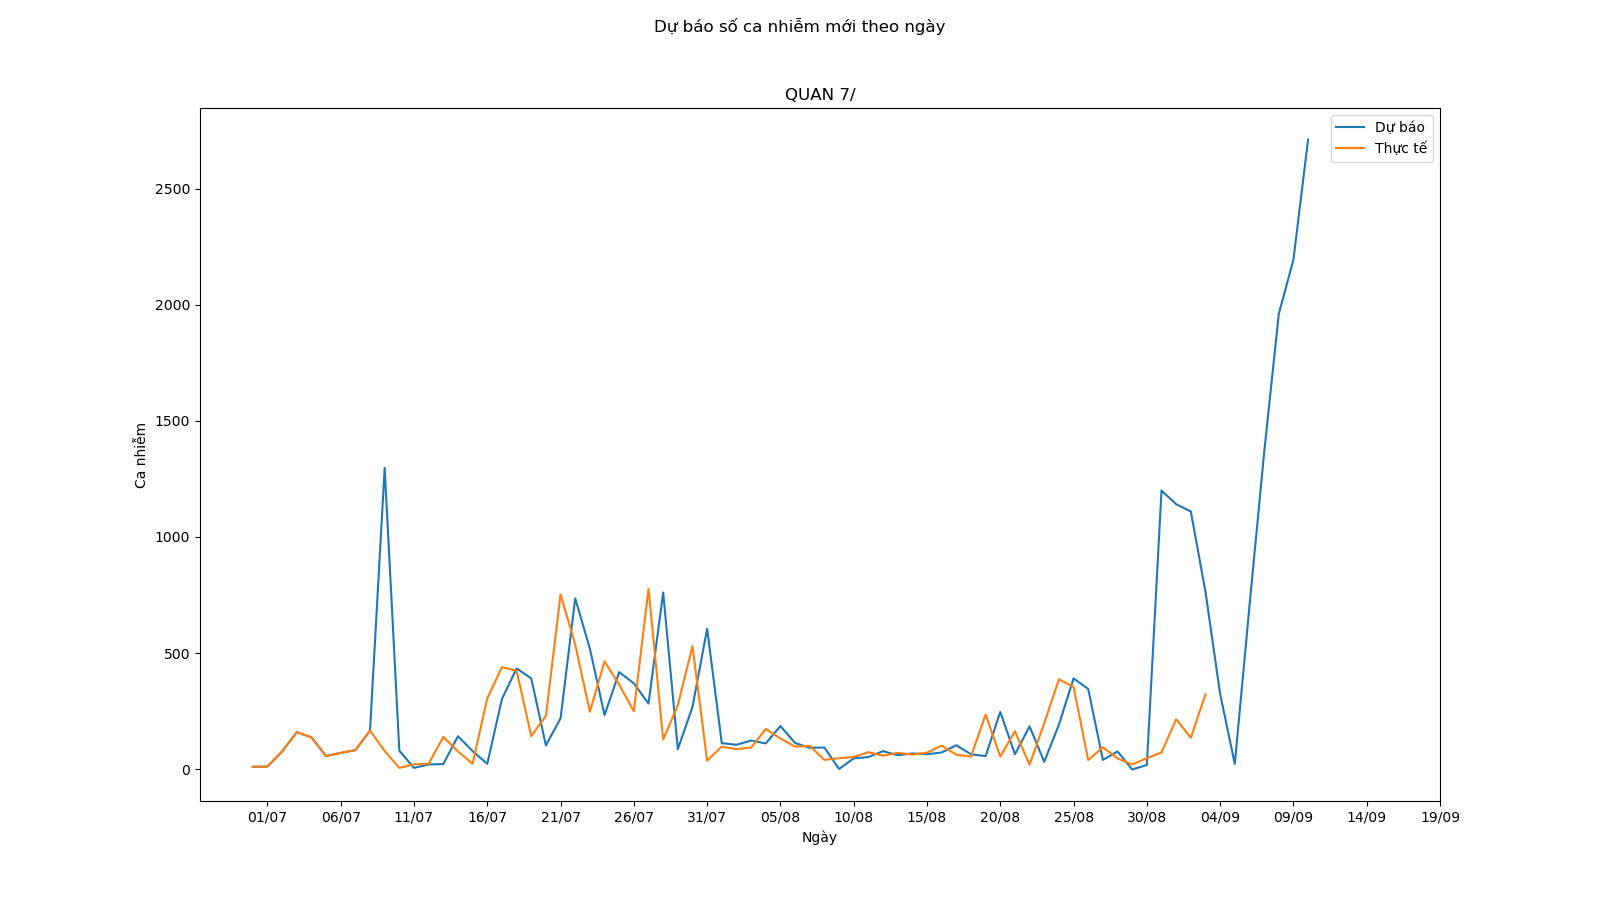 Dự báo số ca nhiễm mới theo ngày
QUAN 7/
Dự báo
Thực tế
2500
2000
1500
1000
500
0
Ca nhiễm
01/07 06/07 11/07 16/07 21/07 26/07 31/07 05/08 10/08 15/08 20/08 25/08 30/08 04/09 09/09 14/09 19/09
Ngày